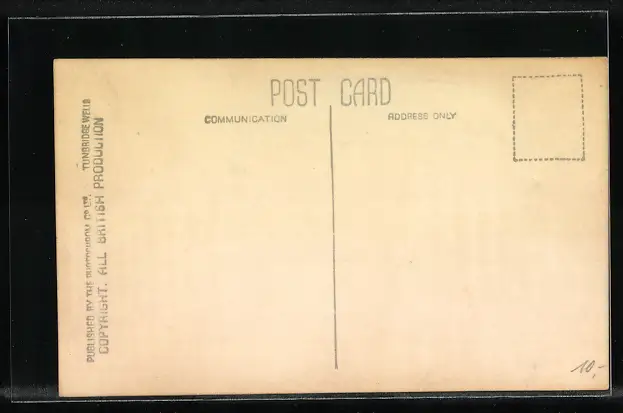 POST CARD
COMMUNICATION
ADDRESS ONLY
PUBLISHED BY THE PHOTOCHROM CO LTD. TUNBRIDGE WELLS
COPYRIGHT. ALL BRITISH PRODUCTION
10,-